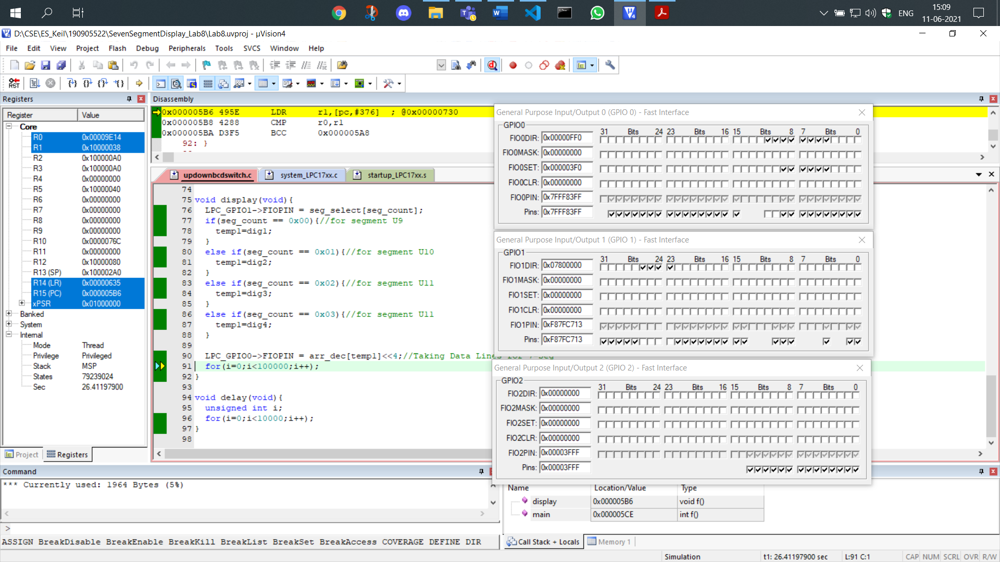 ENG
15:09
11-06-2021
D:\CSE\ES_Keil\190905522\SevenSegmentDisplay_Lab8\Lab8.uvproj - µVision4
File Edit View Project Flash Debug Peripherals Tools SVCS Window Help
Registers
Register Value
Core
R0 0x00009E14
R1 0x10000038
R2 0x100000A0
R3 0x100000A0
R4 0x00000000
R5 0x10000040
R6 0x00000000
R7 0x00000000
R8 0x00000000
R9 0x00000000
R10 0x0000076C
R11 0x00000000
R12 0x10000080
R13 (SP) 0x100002A0
R14 (LR) 0x00000635
R15 (PC) 0x000005B6
xPSR 0x01000000
Banked
System
Internal
Mode Thread
Privilege Privileged
Stack MSP
States 79239024
Sec 26.41197900
Project Registers
Disassembly
0x000005B6 495E LDR r1,[pc,#376] ; @0x00000730
0x000005B8 4288 CMP r0,r1
0x000005BA D3F5 BCC 0x000005A8
92: }
updownbcdswitch.c system_LPC17xx.c startup_LPC17xx.s
74
75 void display(void){
76 LPC_GPIO1->FIOPIN = seg_select[seg_count];
77 if(seg_count == 0x00){//for segment U9
78 temp1=dig1;
79 }
80 else if(seg_count == 0x01){//for segment U10
81 temp1=dig2;
82 }
83 else if(seg_count == 0x02){//for segment U11
84 temp1=dig3;
85 }
86 else if(seg_count == 0x03){//for segment U11
87 temp1=dig4;
88 }
89
90 LPC_GPIO0->FIOPIN = arr_dec[temp1]<<4;//Taking Data Lines for 7-Seg
91 for(i=0;i<100000;i++);
92 }
93
94 void delay(void){
95 unsigned int i;
96 for(i=0;i<10000;i++);
97 }
98
General Purpose Input/Output 0 (GPIO 0) - Fast Interface
GPIO0
31 Bits 24 23 Bits 16 15 Bits 8 7 Bits 0
FIO0DIR: 0x00000FF0
FIO0MASK: 0x00000000
FIO0SET: 0x000003F0
FIO0CLR: 0x00000000
FIO0PIN: 0x7FFF83FF
Pins: 0x7FFF83FF
General Purpose Input/Output 1 (GPIO 1) - Fast Interface
GPIO1
31 Bits 24 23 Bits 16 15 Bits 8 7 Bits 0
FIO1DIR: 0x07800000
FIO1MASK: 0x00000000
FIO1SET: 0x00000000
FIO1CLR: 0x00000000
FIO1PIN: 0xF87FC713
Pins: 0xF87FC713
General Purpose Input/Output 2 (GPIO 2) - Fast Interface
GPIO2
31 Bits 24 23 Bits 16 15 Bits 8 7 Bits 0
FIO2DIR: 0x00000000
FIO2MASK: 0x00000000
FIO2SET: 0x00000000
FIO2CLR: 0x00000000
FIO2PIN: 0x00003FFF
Pins: 0x00003FFF
Command
*** Currently used: 1964 Bytes (5%)
>
ASSIGN BreakDisable BreakEnable BreakKill BreakList BreakSet BreakAccess COVERAGE DEFINE DIR
Name Location/Value Type
display 0x000005B6 void f()
main 0x000005CE int f()
Call Stack + Locals Memory 1
Simulation t1: 26.41197900 sec L:91 C:1 CAP NUM SCRL OVR R/W